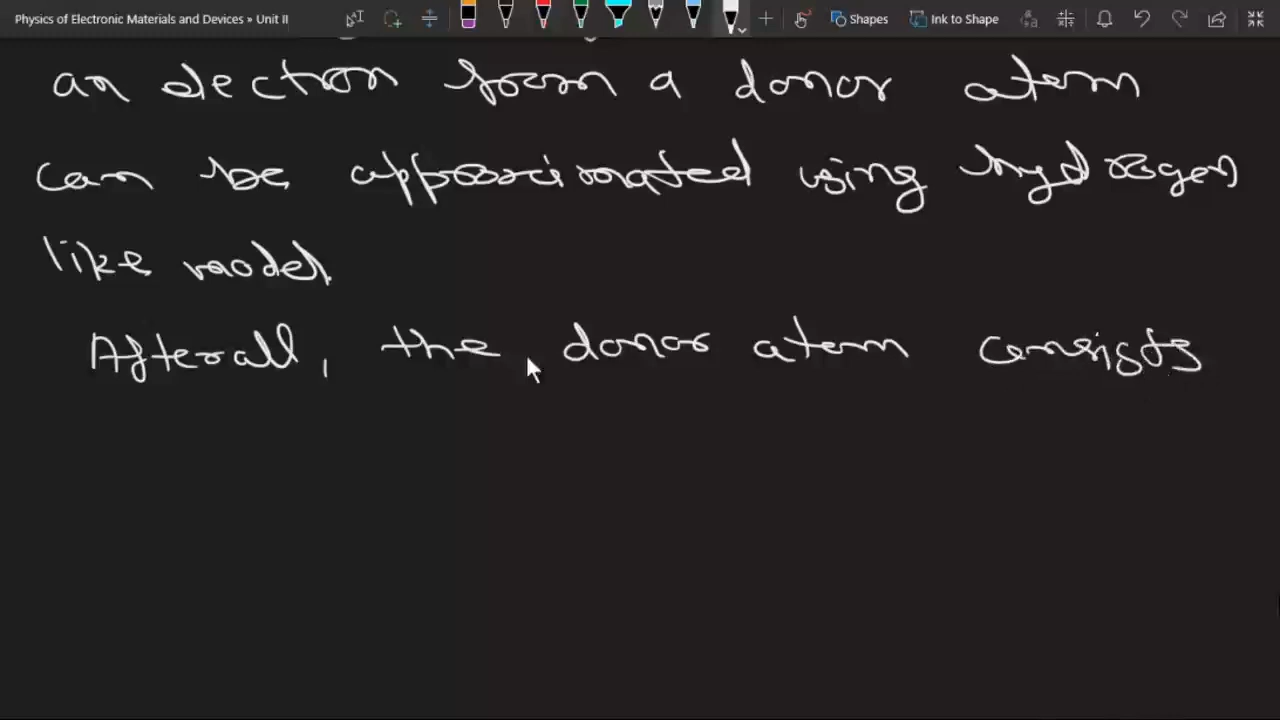 Physics of Electronic Materials and Devices » Unit II
Shapes
Ink to Shape
an electron from a donor atom
can be approximated using hydrogen
like model.
Afterall, the donor atom consists